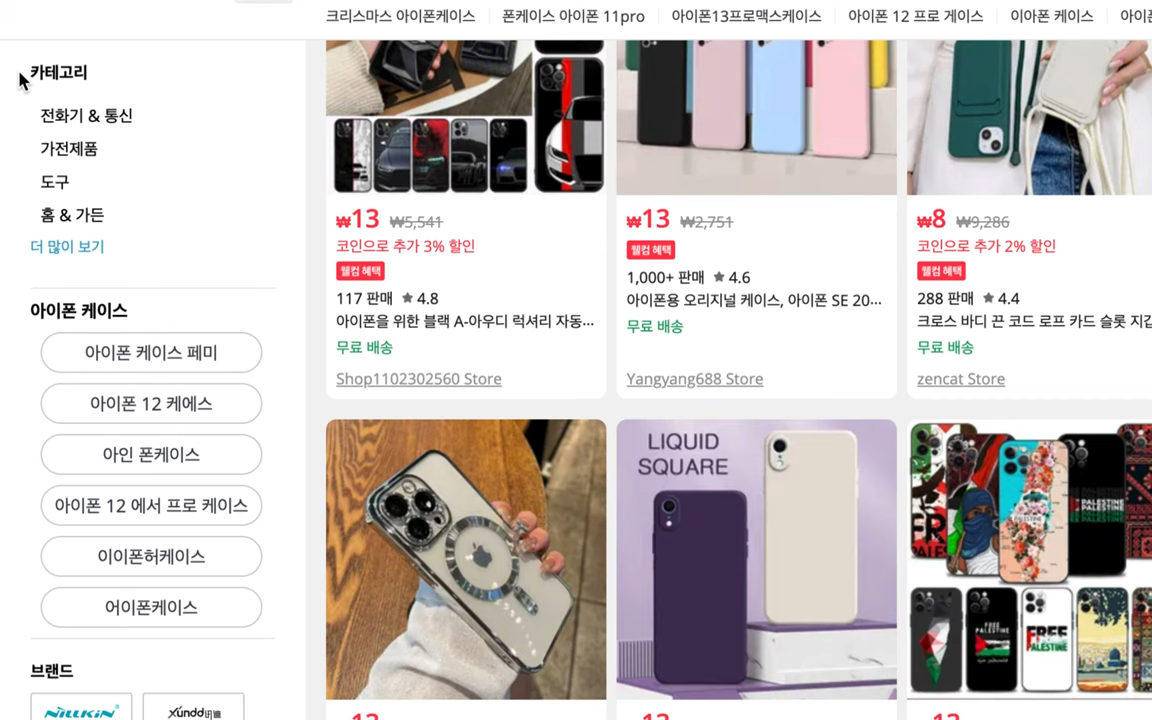 크리스마스 아이폰케이스
폰케이스 아이폰 11pro
아이폰13프로맥스케이스
아이폰 12 프로 게이스
이아폰 케이스
카테고리
전화기 & 통신
가전제품
도구
홈 & 가든
더 많이 보기
아이폰 케이스
아이폰 케이스 페미
아이폰 12 케에스
아인 폰케이스
아이폰 12 에서 프로 케이스
이이폰허케이스
어이폰케이스
브랜드
NILLKIN
XUNDD
₩13 ₩5,541
코인으로 추가 3% 할인
웰컴 혜택
117 판매 ★ 4.8
아이폰을 위한 블랙 A-아우디 럭셔리 자동...
무료 배송
Shop1102302560 Store
₩13 ₩2,751
웰컴 혜택
1,000+ 판매 ★ 4.6
아이폰용 오리지널 케이스, 아이폰 SE 20...
무료 배송
Yangyang688 Store
₩8 ₩9,286
코인으로 추가 2% 할인
웰컴 혜택
288 판매 ★ 4.4
크로스 바디 끈 코드 로프 카드 슬롯 지갑
무료 배송
zencat Store
LIQUID
SQUARE
PALESTINE
FREE
PALESTINE
FREE
PALESTINE